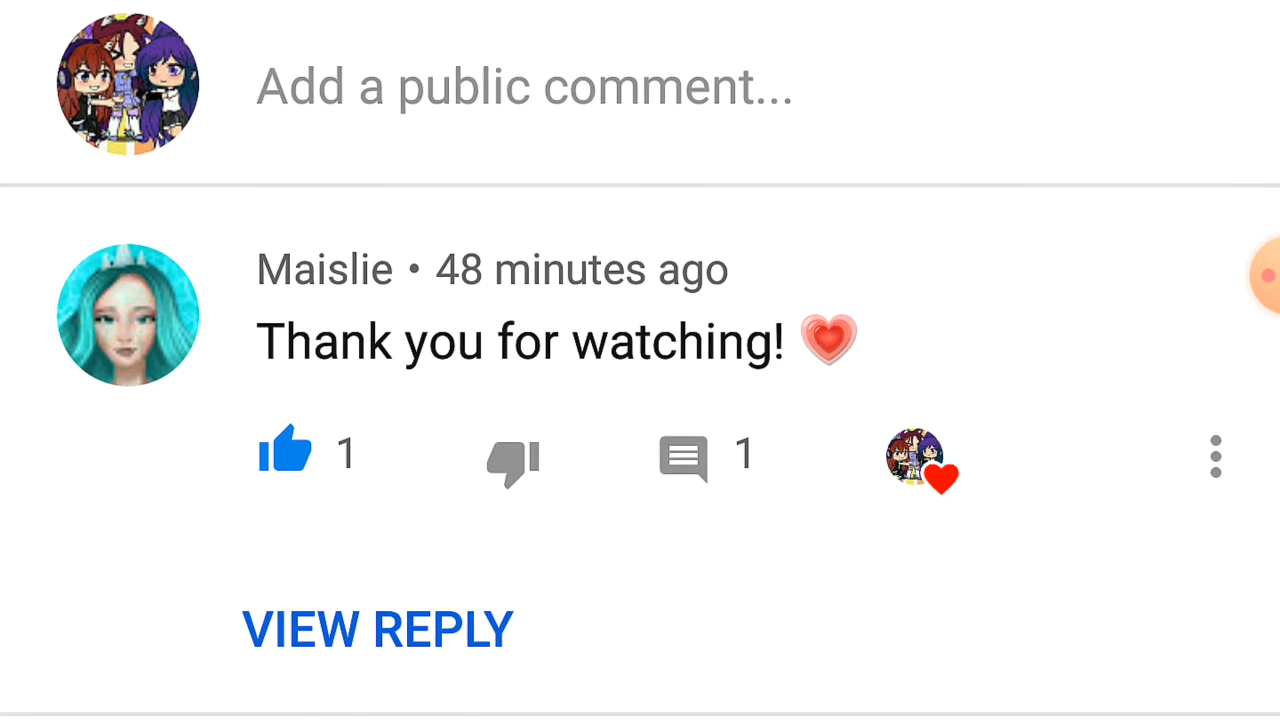 Add a public comment...
Maislie • 48 minutes ago
Thank you for watching! 💗
1 1
VIEW REPLY